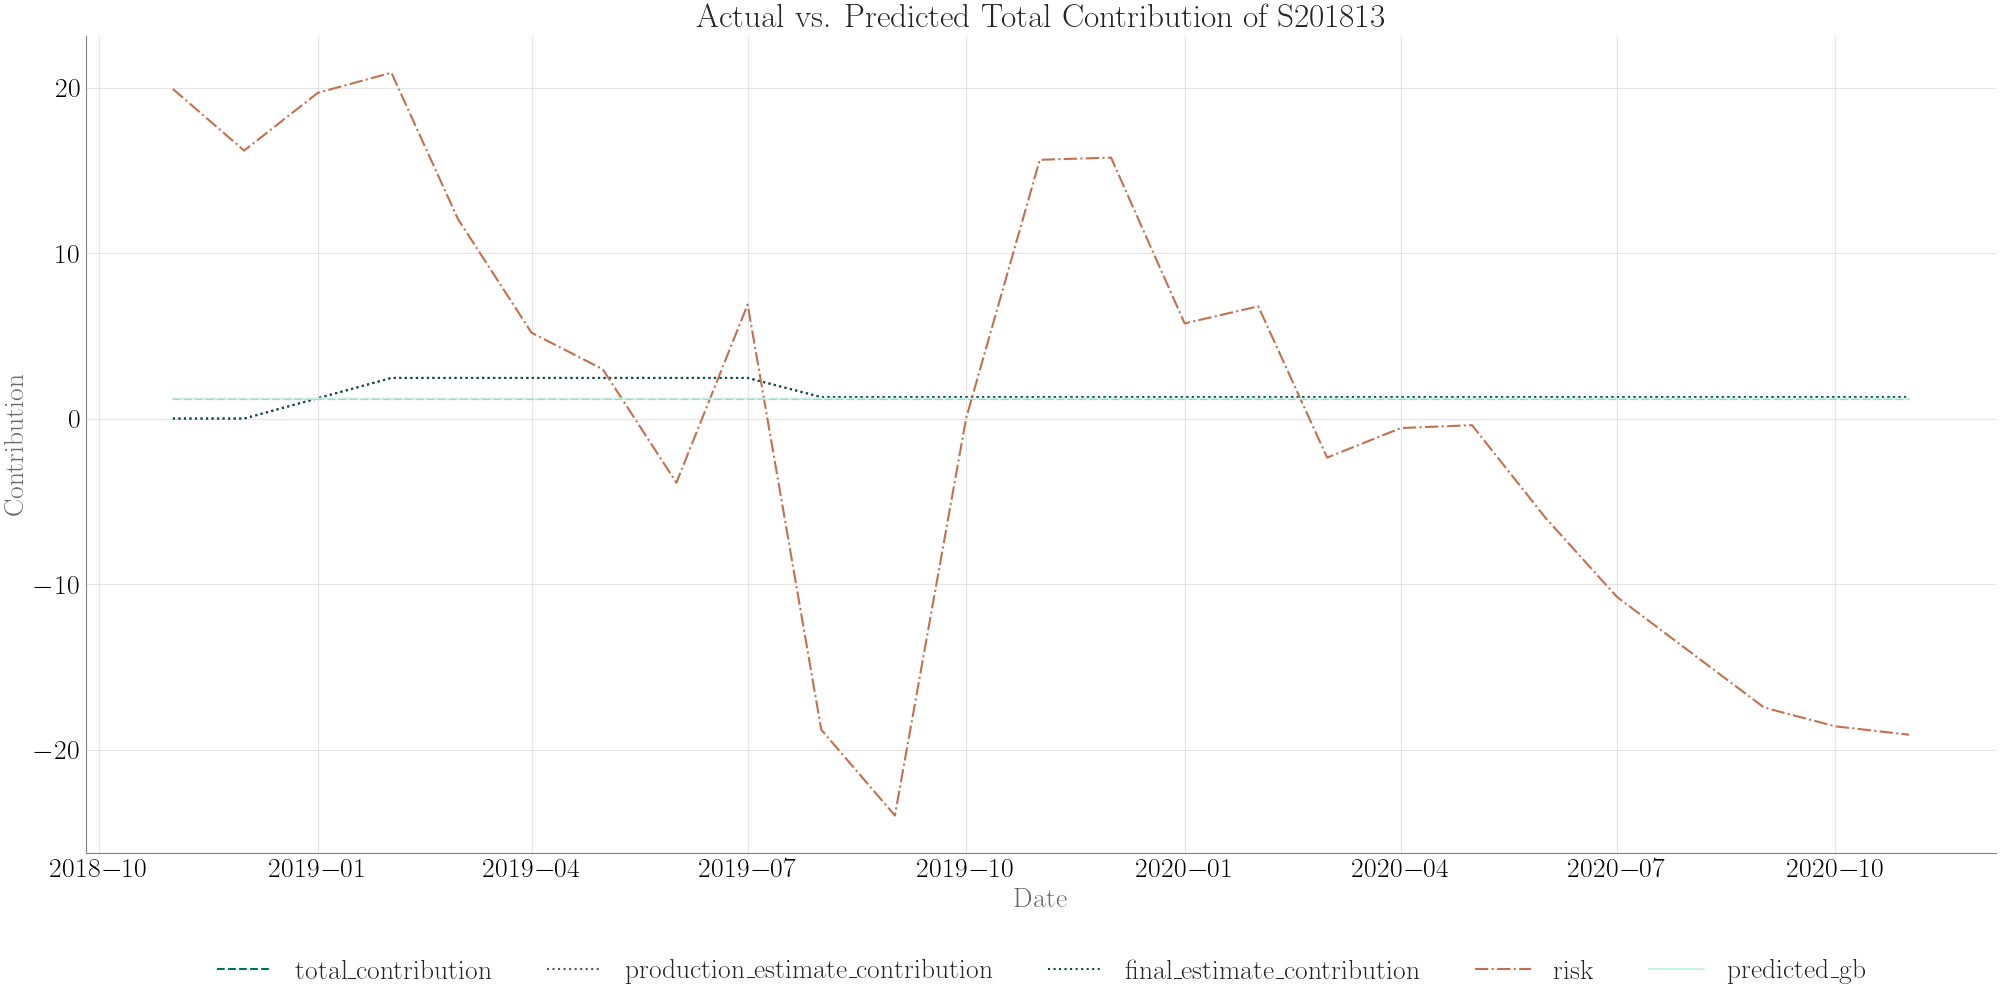 Actual vs. Predicted Total Contribution of S201813
20
10
0
−10
−20
Contribution
2018−10 2019−01 2019−04 2019−07 2019−10 2020−01 2020−04 2020−07 2020−10
Date
total_contribution production_estimate_contribution final_estimate_contribution risk predicted_gb